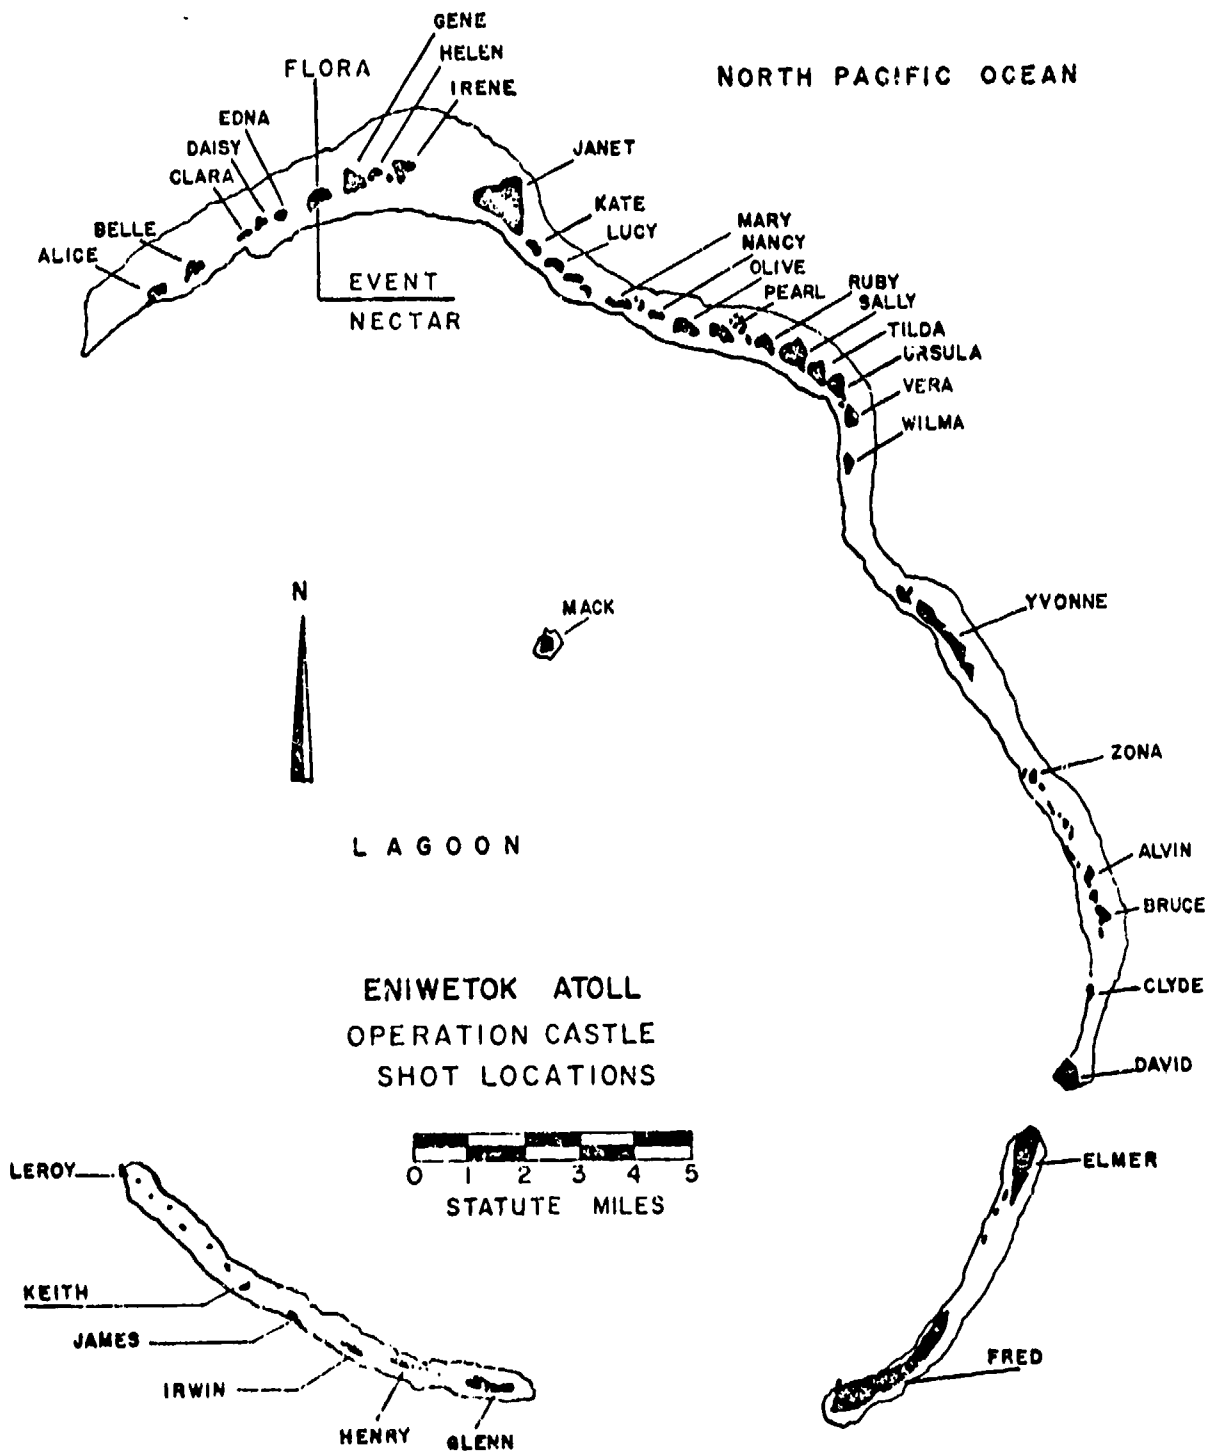 GENE
HELEN
FLORA
IRENE
NORTH PACIFIC OCEAN
EDNA
DAISY
CLARA
JANET
BELLE
ALICE
KATE
LUCY
MARY
NANCY
OLIVE
PEARL
RUBY
SALLY
TILDA
URSULA
VERA
WILMA
EVENT
NECTAR
N
MACK
YVONNE
ZONA
LAGOON
ALVIN
BRUCE
CLYDE
DAVID
ENIWETOK ATOLL
OPERATION CASTLE
SHOT LOCATIONS
0 1 2 3 4 5
STATUTE MILES
LEROY
ELMER
KEITH
JAMES
IRWIN
HENRY
GLENN
FRED